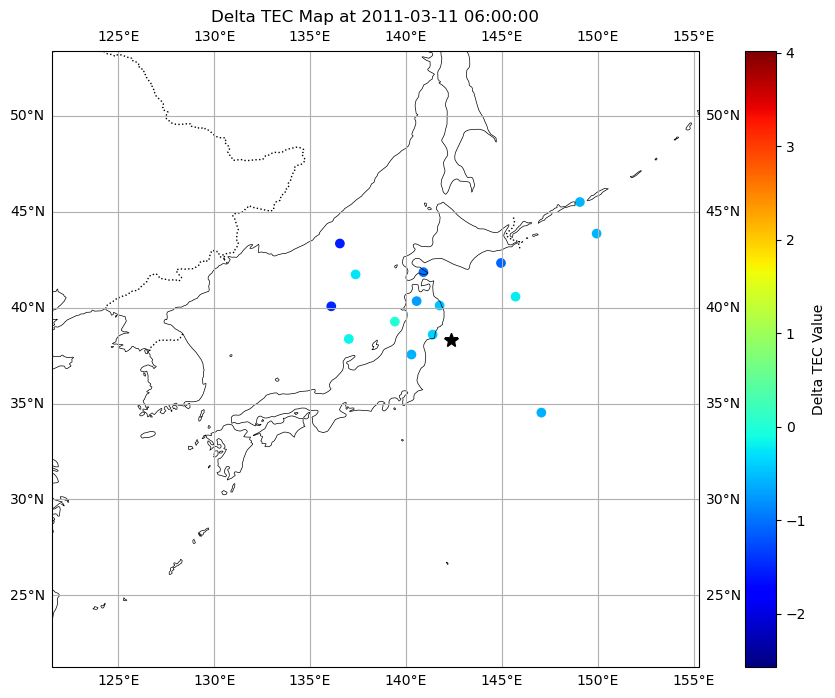 Delta TEC Map at 2011-03-11 06:00:00
125°E 130°E 135°E 140°E 145°E 150°E 155°E
4
50°N 50°N
3
45°N 45°N
2
40°N 40°N
1
Delta TEC Value
35°N 35°N
0
30°N 30°N
−1
25°N 25°N
−2
125°E 130°E 135°E 140°E 145°E 150°E 155°E